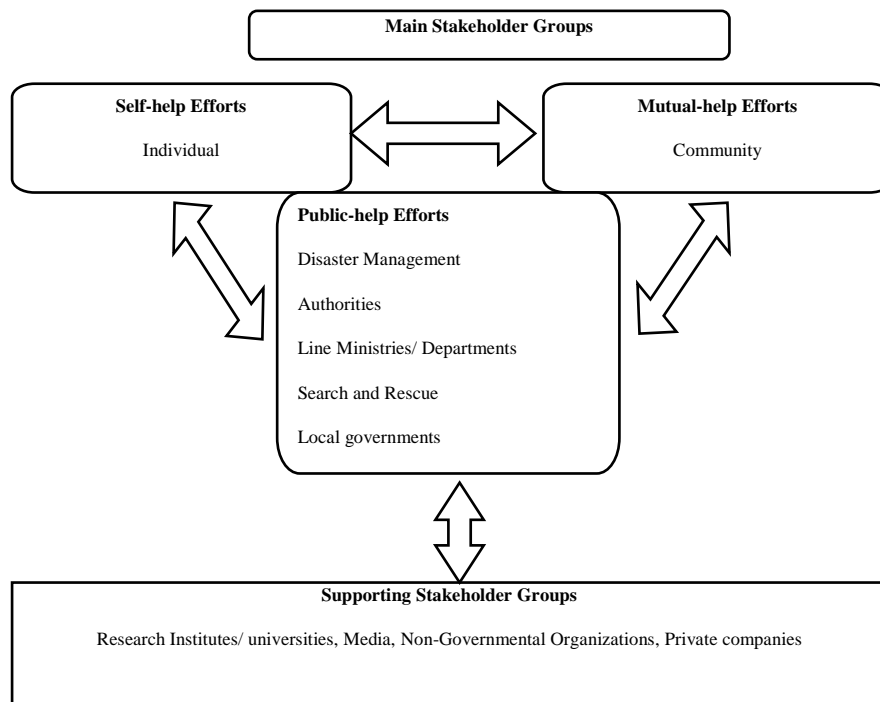 Main Stakeholder Groups
Self-help Efforts
Individual
Mutual-help Efforts
Community
Public-help Efforts
Disaster Management
Authorities
Line Ministries/ Departments
Search and Rescue
Local governments
Supporting Stakeholder Groups
Research Institutes/ universities, Media, Non-Governmental Organizations, Private companies